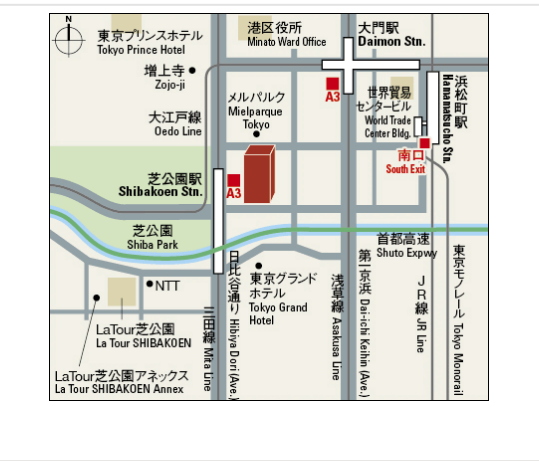 N
東京プリンスホテル
Tokyo Prince Hotel
港区役所
Minato Ward Office
大門駅
Daimon Stn.
増上寺
Zojo-ji
A3
世界貿易
センタービル
World Trade
Center Bldg.
浜松町駅
Hamamatsucho Stn.
メルパルク
Mielparque
Tokyo
大江戸線
Oedo Line
南口
South Exit
芝公園駅
Shibakoen Stn.
A3
芝公園
Shiba Park
首都高速
Shuto Expwy
NTT
東京グランド
ホテル
Tokyo Grand
Hotel
日比谷通り Hibiya Dori (Ave.)
三田線 Mita Line
浅草線 Asakusa Line
第一京浜 Dai-ichi Keihin (Ave.)
JR線 JR Line
東京モノレール Tokyo Monorail
LaTour芝公園
La Tour SHIBAKOEN
LaTour芝公園アネックス
La Tour SHIBAKOEN Annex